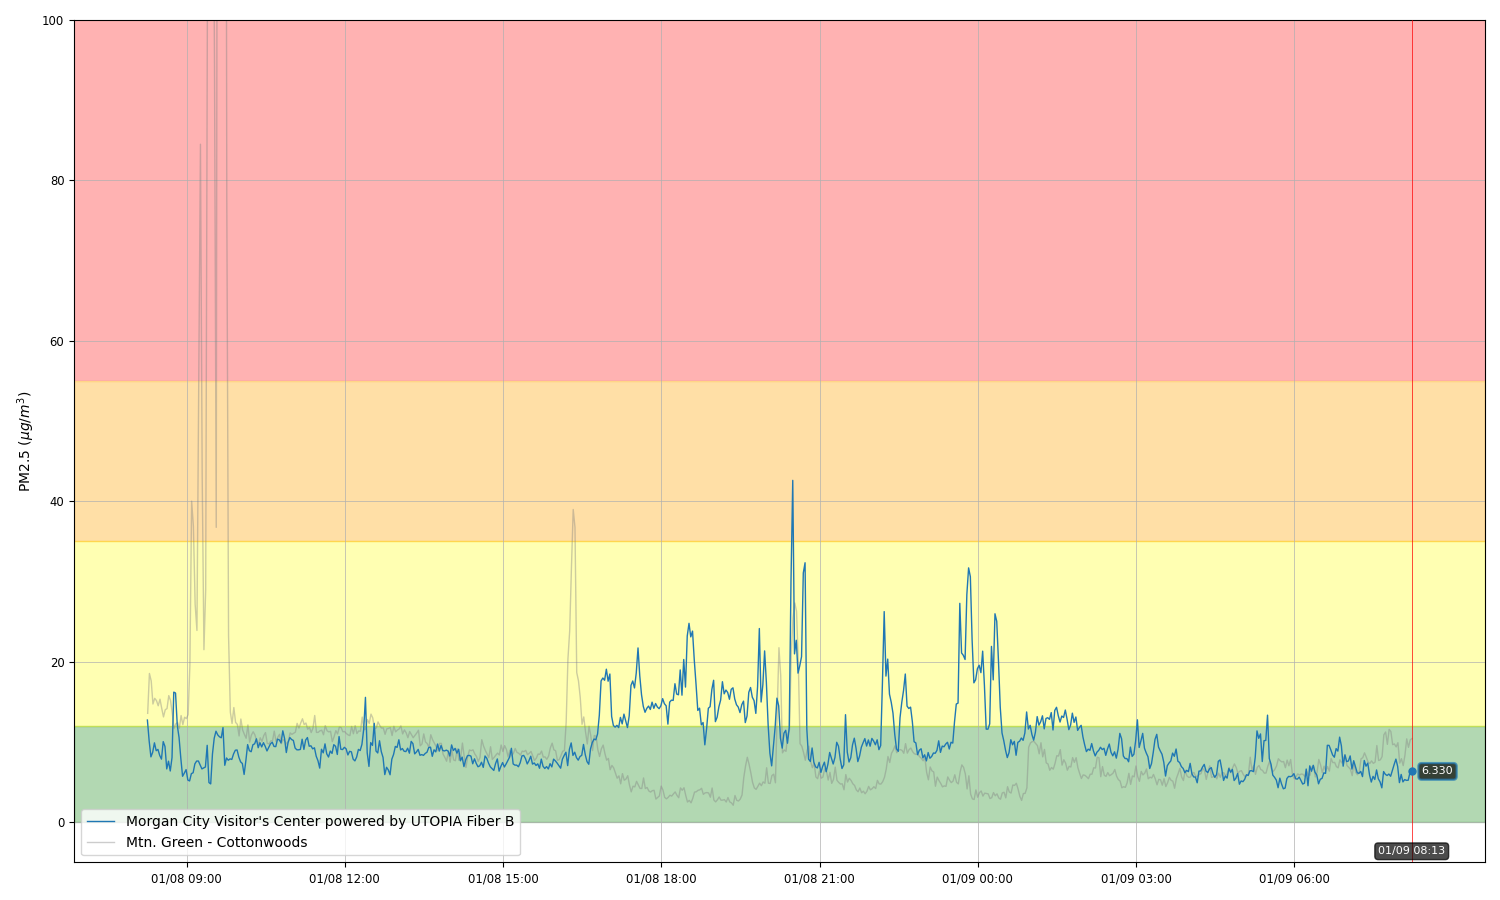 100
80
60
40
20
0
PM2.5 (μg/m³)
6.330
Morgan City Visitor's Center powered by UTOPIA Fiber B
Mtn. Green - Cottonwoods
01/09 08:13
01/08 09:00 01/08 12:00 01/08 15:00 01/08 18:00 01/08 21:00 01/09 00:00 01/09 03:00 01/09 06:00